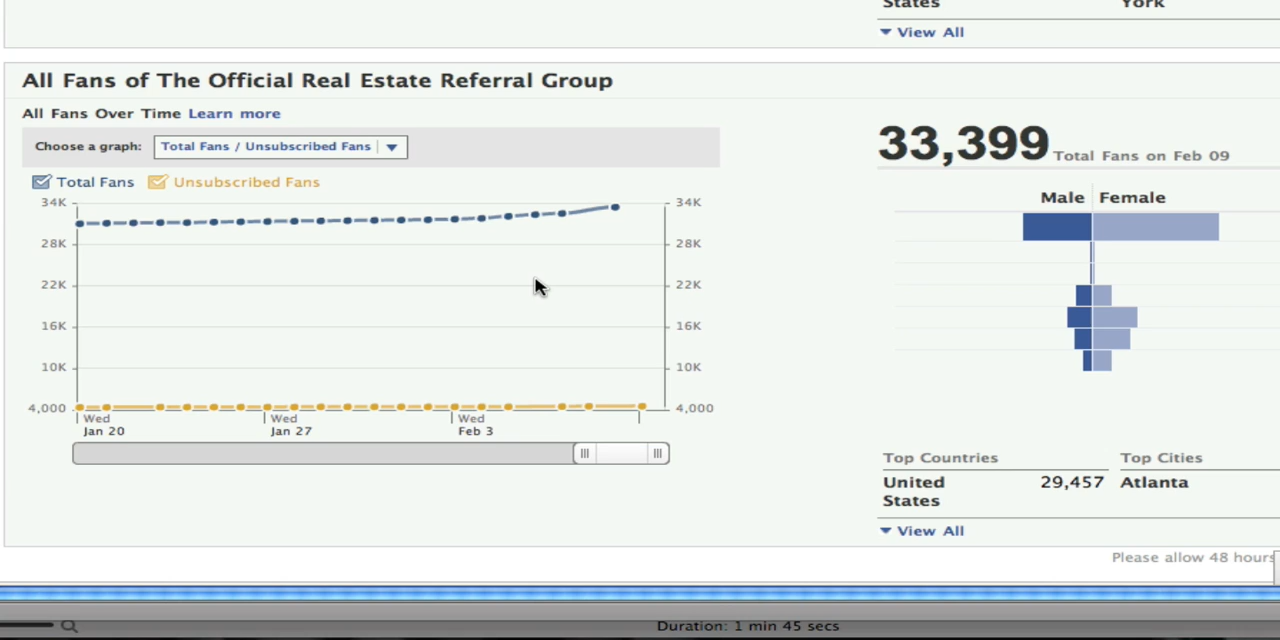 States York
View All
All Fans of The Official Real Estate Referral Group
All Fans Over Time Learn more
Choose a graph: Total Fans / Unsubscribed Fans
33,399 Total Fans on Feb 09
Total Fans Unsubscribed Fans
Male Female
34K 34K
28K 28K
22K 22K
16K 16K
10K 10K
4,000 4,000
Wed Wed Wed
Jan 20 Jan 27 Feb 3
Top Countries Top Cities
United States 29,457 Atlanta
View All
Please allow 48 hours
Duration: 1 min 45 secs